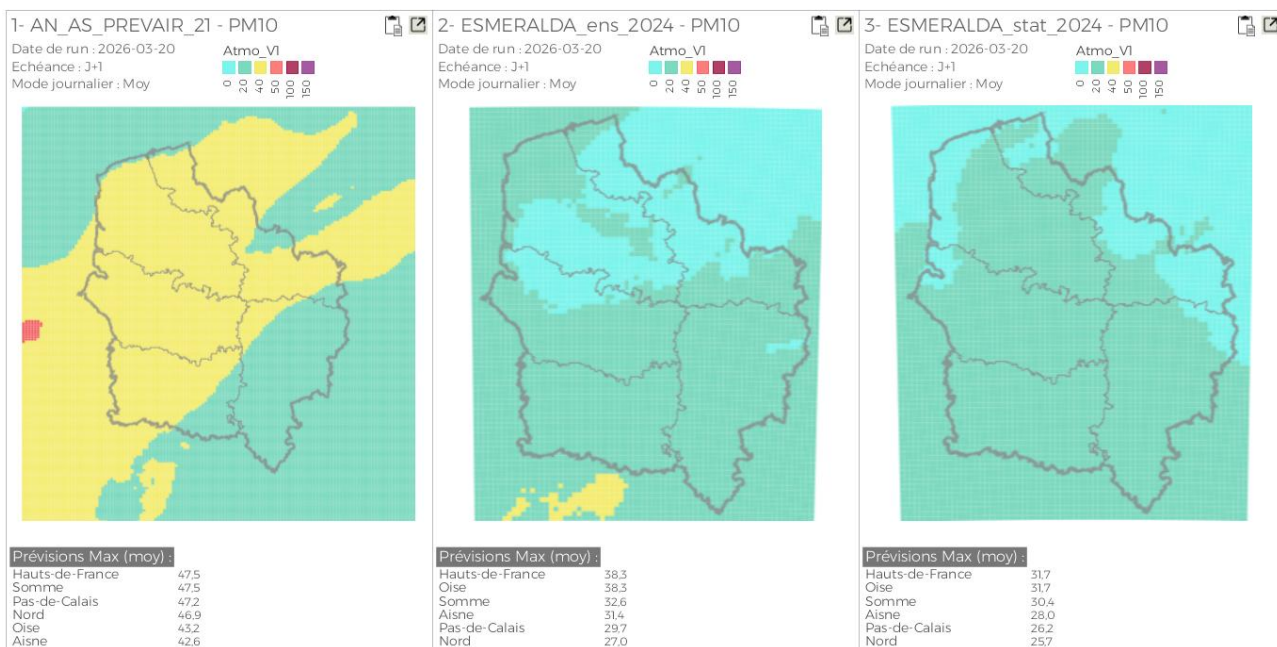 1- AN_AS_PREVAIR_21 - PM10
Date de run : 2026-03-20
Echéance : J+1
Mode journalier : Moy
Atmo_V1
0 20 40 50 100 150
Prévisions Max (moy) :
Hauts-de-France 47,5
Somme 47,5
Pas-de-Calais 47,2
Nord 46,9
Oise 43,2
Aisne 42,6
2- ESMERALDA_ens_2024 - PM10
Date de run : 2026-03-20
Echéance : J+1
Mode journalier : Moy
Atmo_V1
0 20 40 50 100 150
Prévisions Max (moy) :
Hauts-de-France 38,3
Oise 38,3
Somme 32,6
Aisne 31,4
Pas-de-Calais 29,7
Nord 27,0
3- ESMERALDA_stat_2024 - PM10
Date de run : 2026-03-20
Echéance : J+1
Mode journalier : Moy
Atmo_V1
0 20 40 50 100 150
Prévisions Max (moy) :
Hauts-de-France 31,7
Oise 31,7
Somme 30,4
Aisne 28,0
Pas-de-Calais 26,2
Nord 25,7